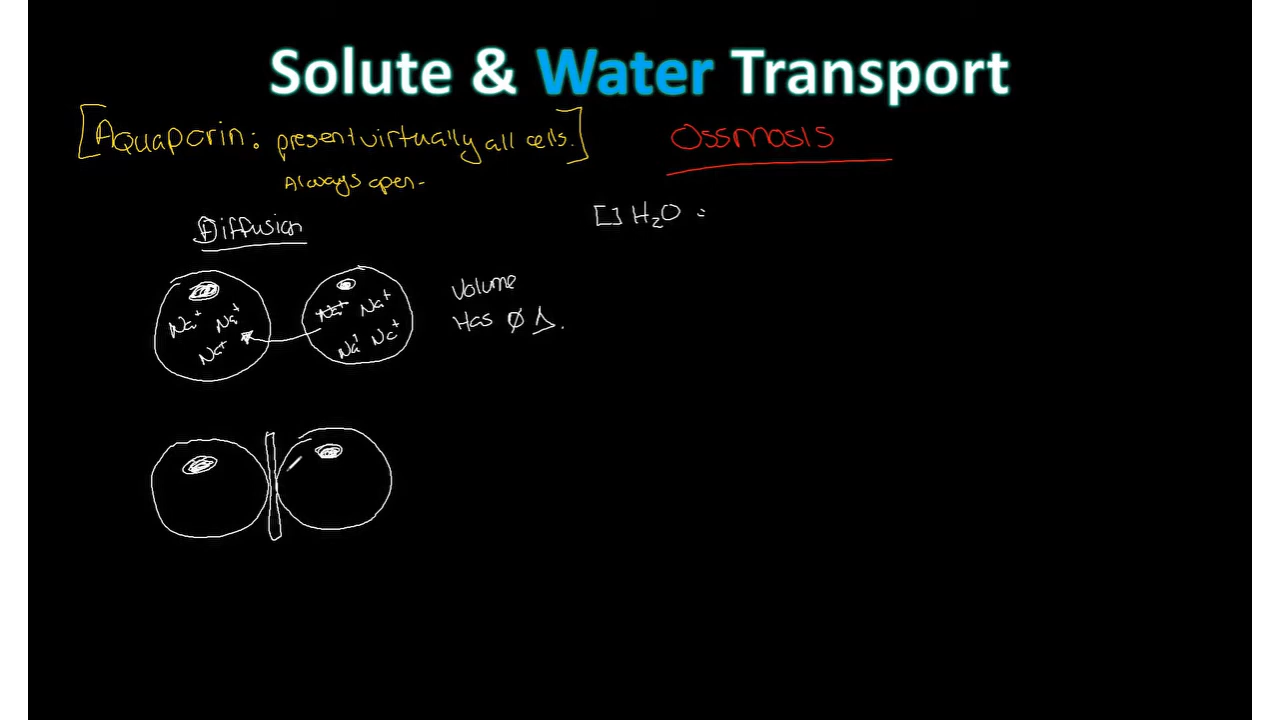 Solute & Water Transport
[Aquaporin: present virtually all cells.]
Always open-
Ossmosis
[] H₂O =
Diffusion
Na⁺ Na⁺
Na⁺
Na⁺ Na⁺
Na⁺ Na⁺
Volume
Has Ø Δ.